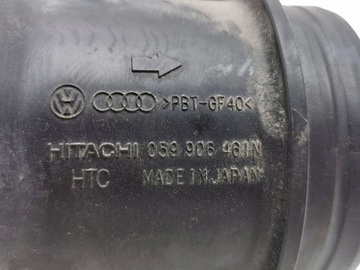 >PBT-GF40<
HITACHI 059 906 461N
HTC MADE IN JAPAN